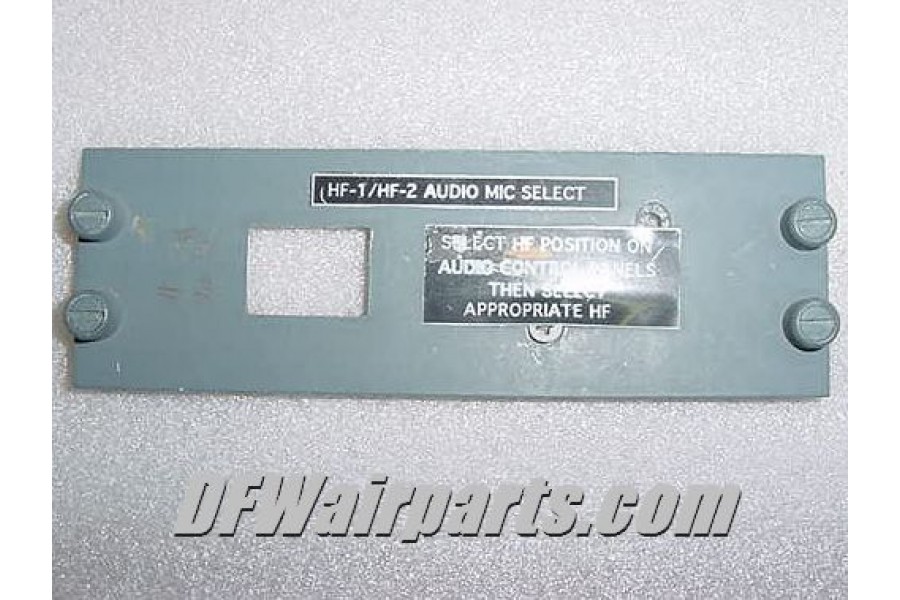 HF-1/HF-2 AUDIO MIC SELECT
SELECT HF POSITION ON
AUDIO CONTROL PANELS
THEN SELECT
APPROPRIATE HF
DFWairparts.com